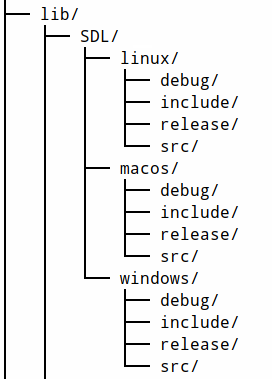 lib/
SDL/
linux/
debug/
include/
release/
src/
macos/
debug/
include/
release/
src/
windows/
debug/
include/
release/
src/